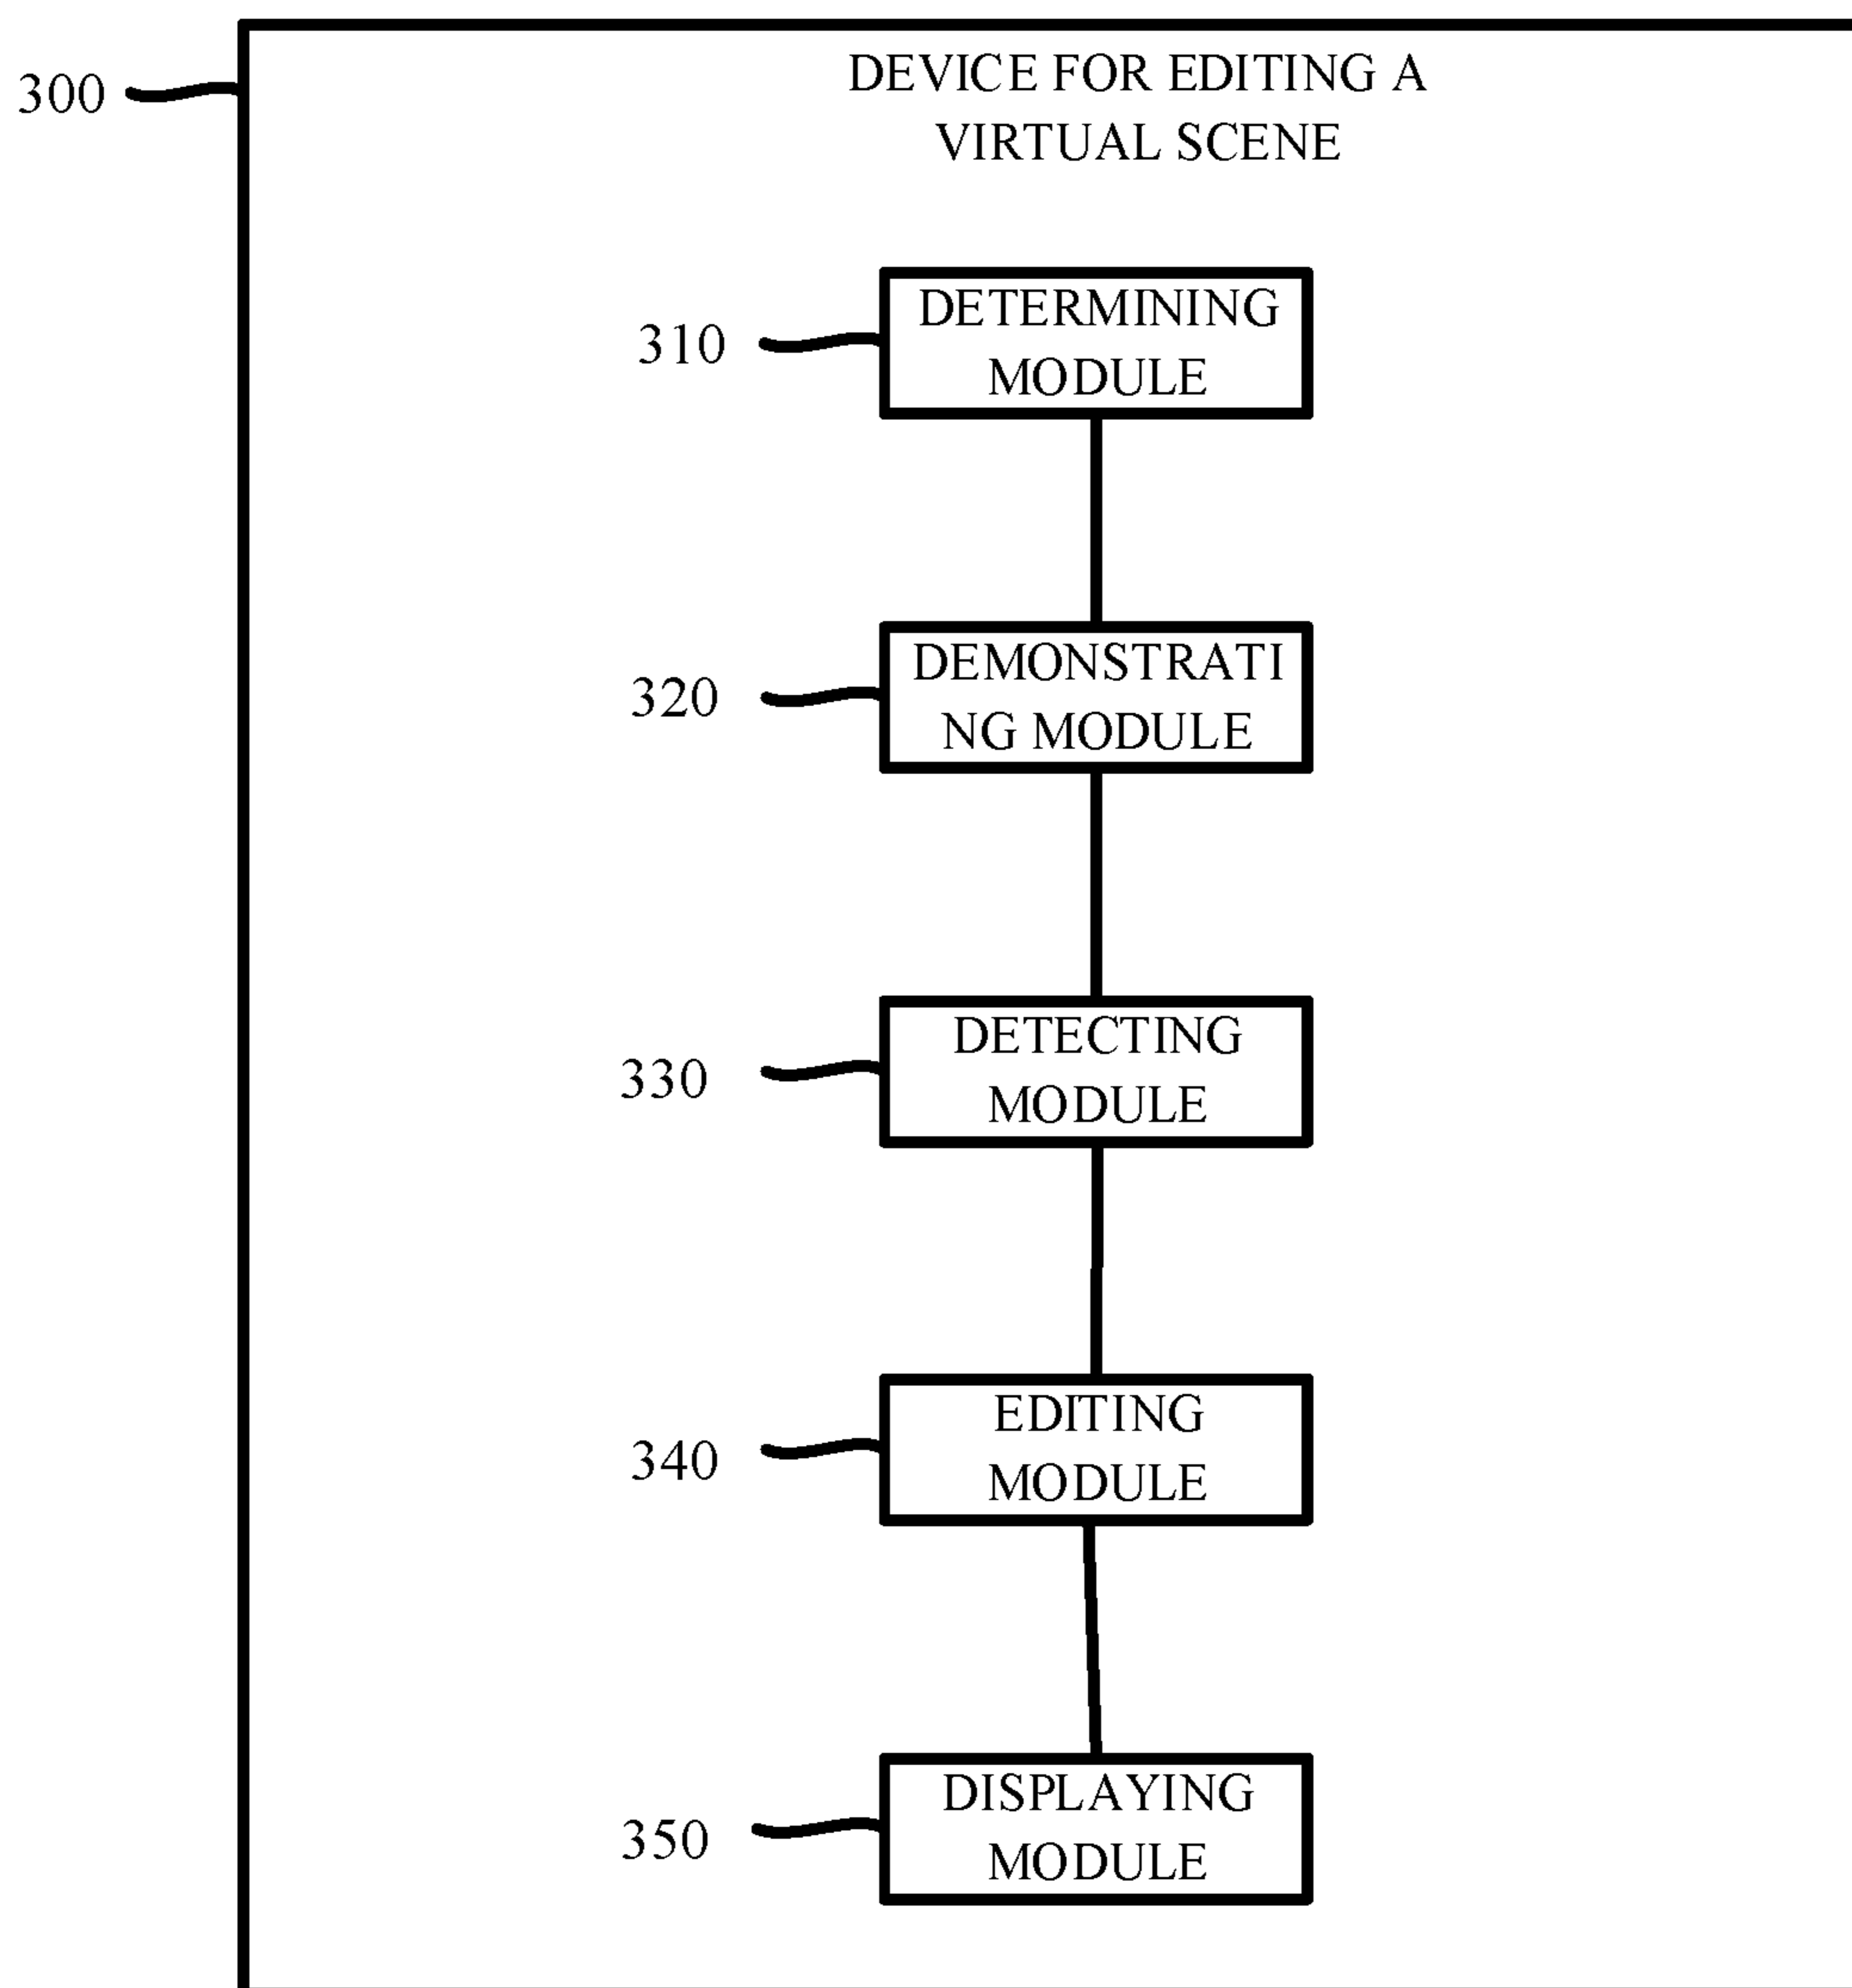 300
DEVICE FOR EDITING A
VIRTUAL SCENE
310
DETERMINING
MODULE
320
DEMONSTRATI
NG MODULE
330
DETECTING
MODULE
340
EDITING
MODULE
350
DISPLAYING
MODULE